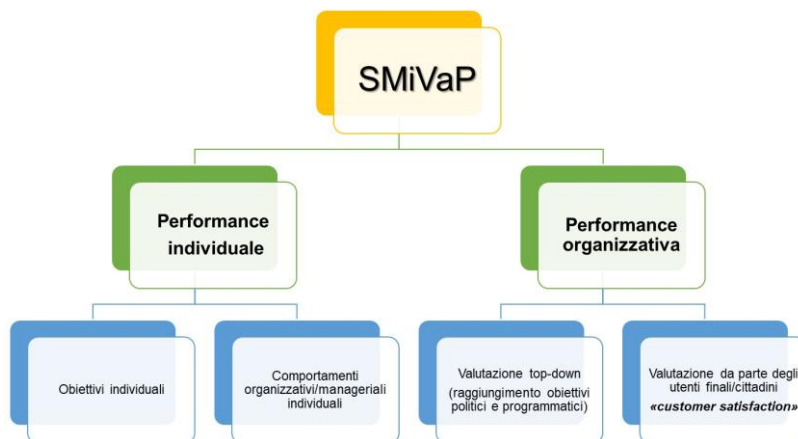 SMiVaP
Performance
individuale
Performance
organizzativa
Obiettivi individuali
Comportamenti
organizzativi/manageriali
individuali
Valutazione top-down
(raggiungimento obiettivi
politici e programmatici)
Valutazione da parte degli
utenti finali/cittadini
«customer satisfaction»